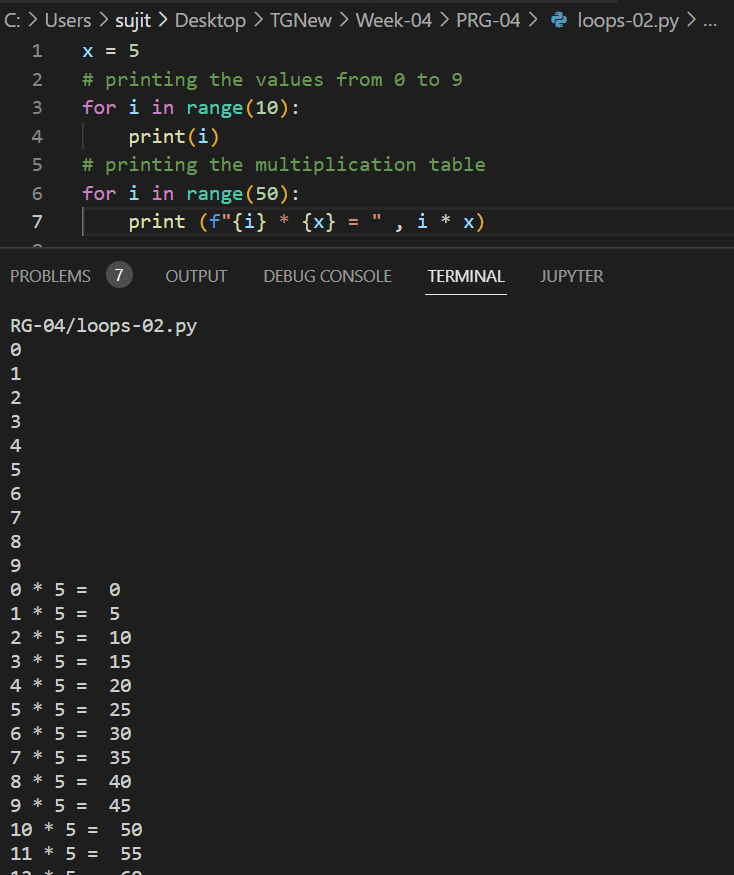 C: > Users > sujit > Desktop > TGNew > Week-04 > PRG-04 > loops-02.py > ...
1 x = 5
2 # printing the values from 0 to 9
3 for i in range(10):
4     print(i)
5 # printing the multiplication table
6 for i in range(50):
7     print (f"{i} * {x} = " , i * x)
PROBLEMS 7 OUTPUT DEBUG CONSOLE TERMINAL JUPYTER
RG-04/loops-02.py
0
1
2
3
4
5
6
7
8
9
0 * 5 =  0
1 * 5 =  5
2 * 5 =  10
3 * 5 =  15
4 * 5 =  20
5 * 5 =  25
6 * 5 =  30
7 * 5 =  35
8 * 5 =  40
9 * 5 =  45
10 * 5 =  50
11 * 5 =  55
12 * 5 =  60